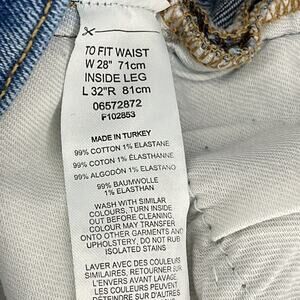 TO FIT WAIST
W 28" 71cm
INSIDE LEG
L 32"R 81cm
06572872
F102853
MADE IN TURKEY
99% COTTON 1% ELASTANE
99% COTON 1% ÉLASTHANNE
99% ALGODÓN 1% ELASTANO
99% BAUMWOLLE
1% ELASTHAN
WASH WITH SIMILAR
COLOURS, TURN INSIDE
OUT BEFORE CLEANING,
COLOUR MAY TRANSFER
ONTO OTHER GARMENTS AND
UPHOLSTERY, DO NOT RUB
ISOLATED STAINS
LAVER AVEC DES COULEURS
SIMILAIRES, RETOURNER SUR
L'ENVERS AVANT LAVAGE,
LES COULEURS